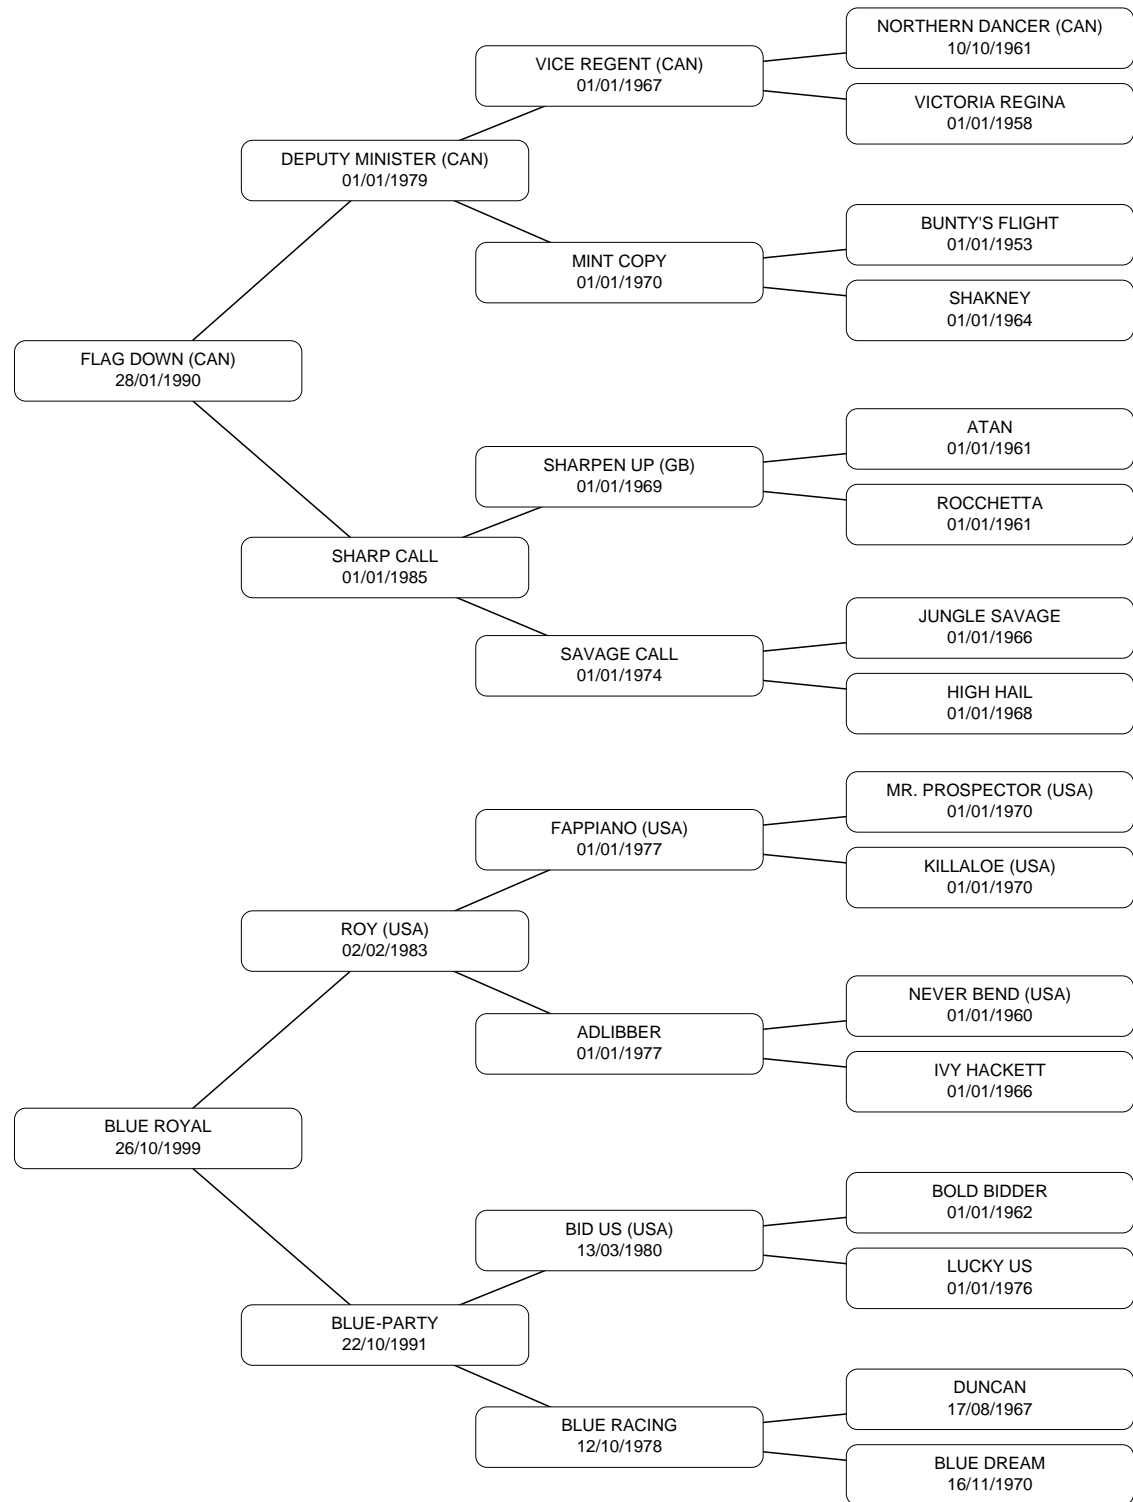 NORTHERN DANCER (CAN)
10/10/1961
VICE REGENT (CAN)
01/01/1967
VICTORIA REGINA
01/01/1958
DEPUTY MINISTER (CAN)
01/01/1979
BUNTY'S FLIGHT
01/01/1953
MINT COPY
01/01/1970
SHAKNEY
01/01/1964
FLAG DOWN (CAN)
28/01/1990
ATAN
01/01/1961
SHARPEN UP (GB)
01/01/1969
ROCCHETTA
01/01/1961
SHARP CALL
01/01/1985
JUNGLE SAVAGE
01/01/1966
SAVAGE CALL
01/01/1974
HIGH HAIL
01/01/1968
MR. PROSPECTOR (USA)
01/01/1970
FAPPIANO (USA)
01/01/1977
KILLALOE (USA)
01/01/1970
ROY (USA)
02/02/1983
NEVER BEND (USA)
01/01/1960
ADLIBBER
01/01/1977
IVY HACKETT
01/01/1966
BLUE ROYAL
26/10/1999
BOLD BIDDER
01/01/1962
BID US (USA)
13/03/1980
LUCKY US
01/01/1976
BLUE-PARTY
22/10/1991
DUNCAN
17/08/1967
BLUE RACING
12/10/1978
BLUE DREAM
16/11/1970